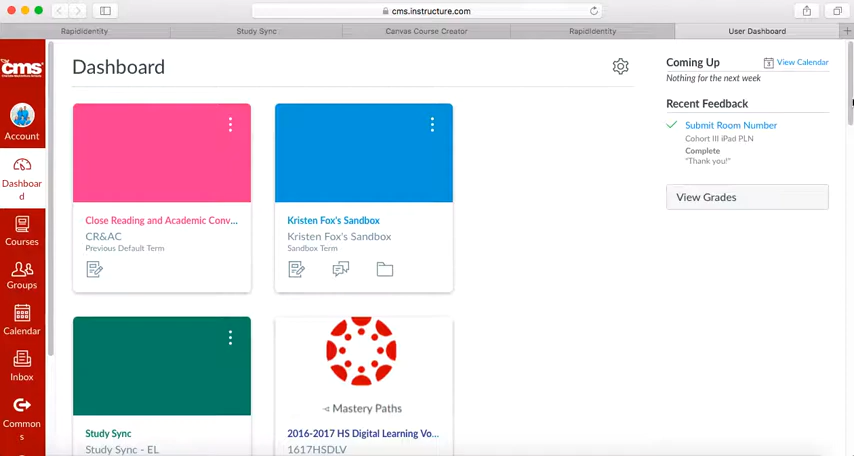 cms.instructure.com
RapidIdentity
Study Sync
Canvas Course Creator
RapidIdentity
User Dashboard
cms
Account
Dashboar
d
Courses
Groups
Calendar
Inbox
Common
s
Dashboard
Close Reading and Academic Conv...
CR&AC
Previous Default Term
Kristen Fox's Sandbox
Kristen Fox's Sandbox
Sandbox Term
Study Sync
Study Sync - EL
Mastery Paths
2016-2017 HS Digital Learning Vo...
1617HSDLV
Coming Up
View Calendar
Nothing for the next week
Recent Feedback
Submit Room Number
Cohort III iPad PLN
Complete
"Thank you!"
View Grades